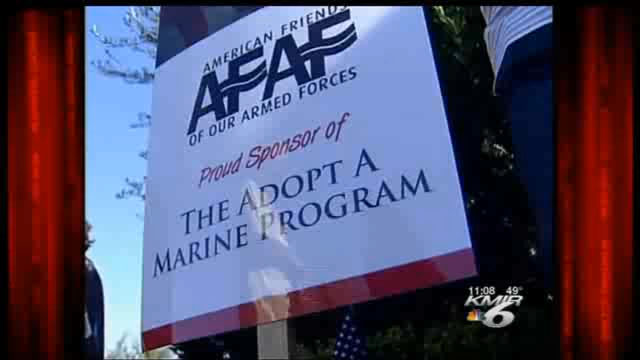 AMERICAN FRIENDS
AFAF
OF OUR ARMED FORCES
Proud Sponsor of
THE ADOPT A
MARINE PROGRAM
11:08 49°
KMIR
6